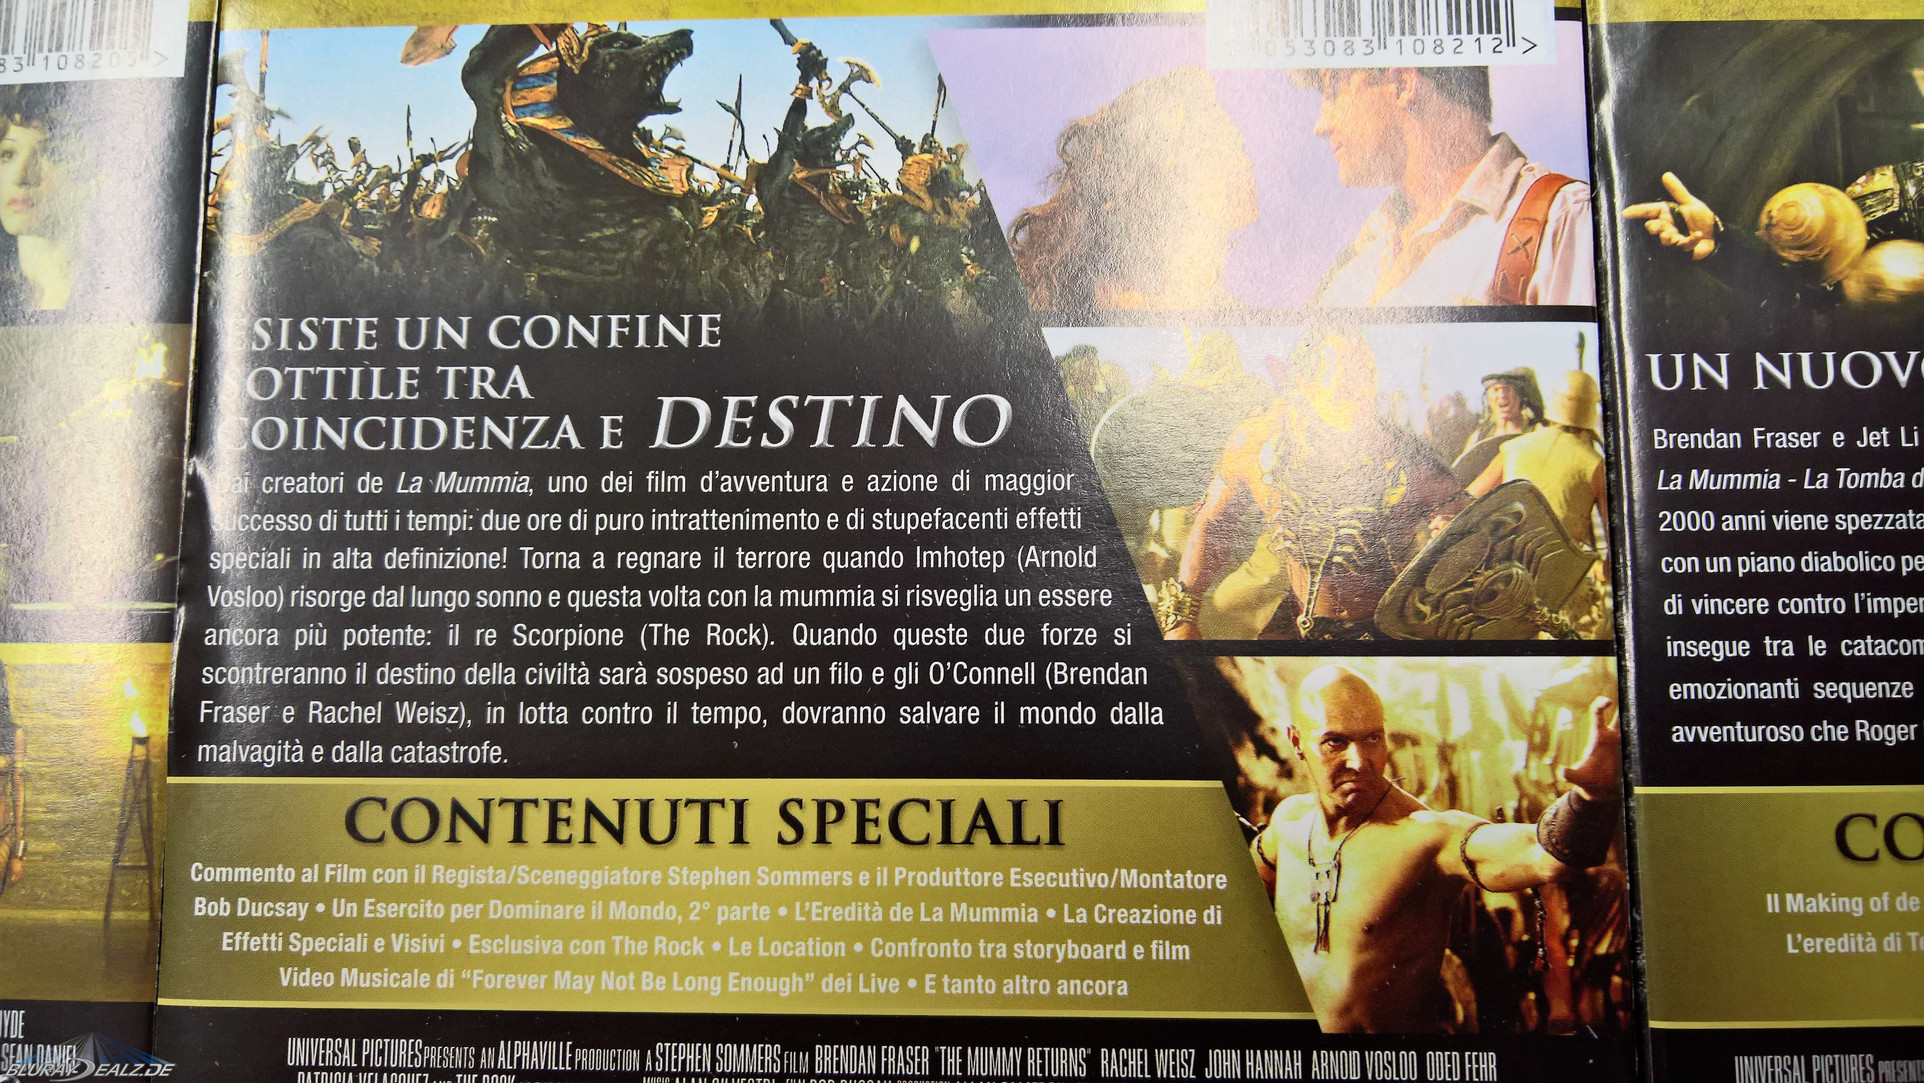 83 108205 >
053083 108212 >
SISTE UN CONFINE
SOTTILE TRA
COINCIDENZA E DESTINO
Dai creatori de La Mummia, uno dei film d'avventura e azione di maggior
successo di tutti i tempi: due ore di puro intrattenimento e di stupefacenti effetti
speciali in alta definizione! Torna a regnare il terrore quando Imhotep (Arnold
Vosloo) risorge dal lungo sonno e questa volta con la mummia si risveglia un essere
ancora più potente: il re Scorpione (The Rock). Quando queste due forze si
scontreranno il destino della civiltà sarà sospeso ad un filo e gli O'Connell (Brendan
Fraser e Rachel Weisz), in lotta contro il tempo, dovranno salvare il mondo dalla
malvagità e dalla catastrofe.
CONTENUTI SPECIALI
Commento al Film con il Regista/Sceneggiatore Stephen Sommers e il Produttore Esecutivo/Montatore
Bob Ducsay • Un Esercito per Dominare il Mondo, 2° parte • L'Eredità de La Mummia • La Creazione di
Effetti Speciali e Visivi • Esclusiva con The Rock • Le Location • Confronto tra storyboard e film
Video Musicale di "Forever May Not Be Long Enough" dei Live • E tanto altro ancora
UNIVERSAL PICTURES PRESENTS AN ALPHAVILLE PRODUCTION A STEPHEN SOMMERS FILM BRENDAN FRASER "THE MUMMY RETURNS" RACHEL WEISZ JOHN HANNAH ARNOLD VOSLOO ODED FEHR
UN NUOVO
Brendan Fraser e Jet Li
La Mummia - La Tomba d
2000 anni viene spezzata
con un piano diabolico pe
di vincere contro l'imper
insegue tra le catacom
emozionanti sequenze
avventuroso che Roger
CO
Il Making of de
L'eredità di Te
UNIVERSAL PICTURES PRESENTS
HYDE
SEAN DANIEL
BLURAY-DEALZ.DE